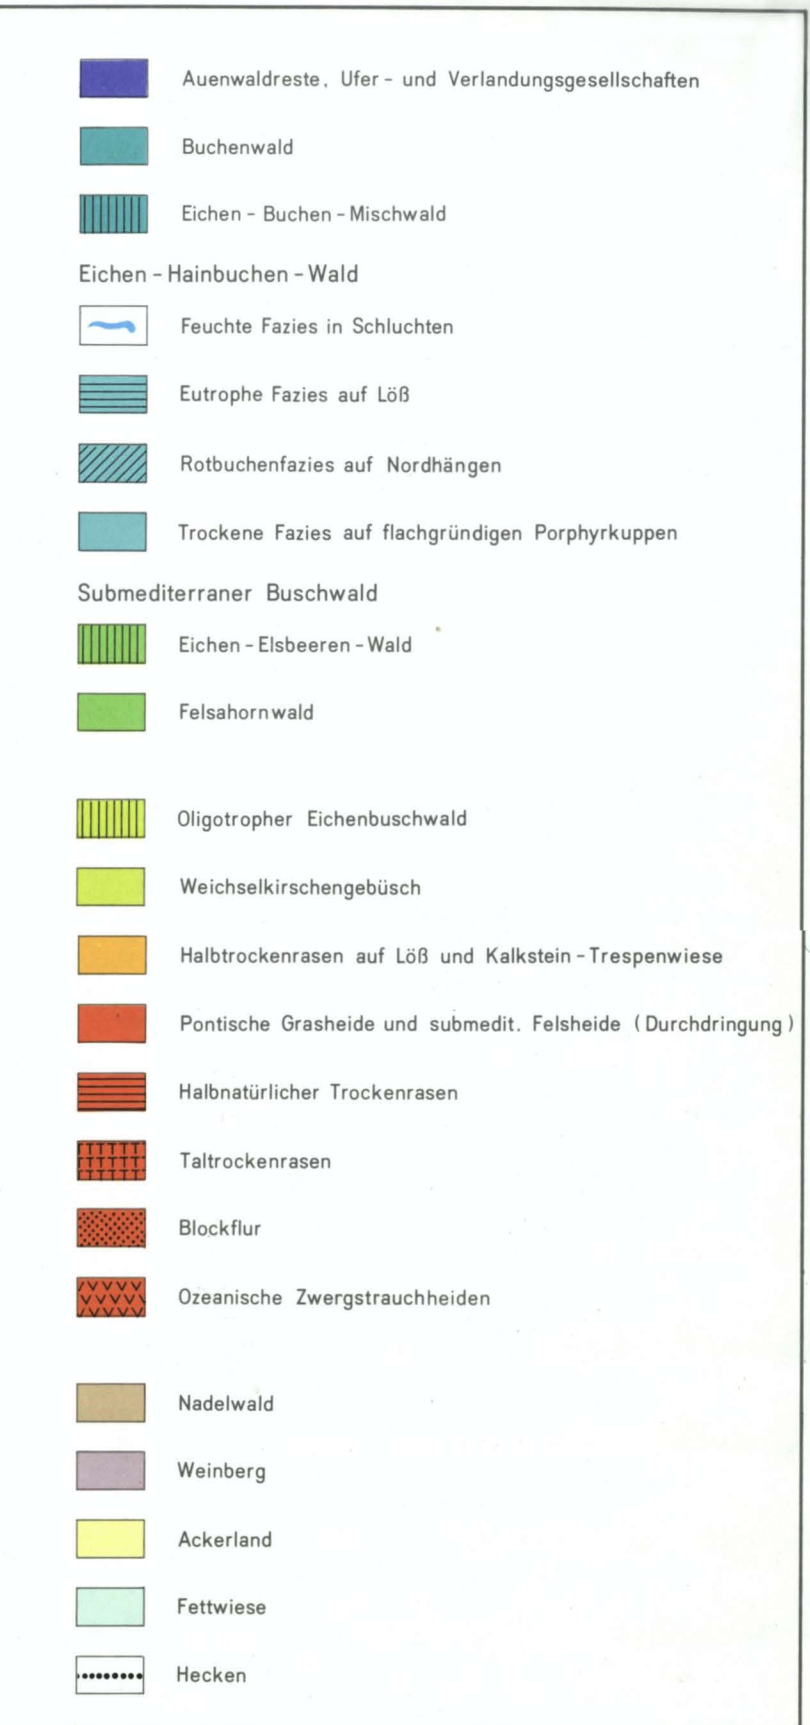 Auenwaldreste, Ufer - und Verlandungsgesellschaften
Buchenwald
Eichen - Buchen - Mischwald
Eichen - Hainbuchen - Wald
Feuchte Fazies in Schluchten
Eutrophe Fazies auf Löß
Rotbuchenfazies auf Nordhängen
Trockene Fazies auf flachgründigen Porphyrkuppen
Submediterraner Buschwald
Eichen - Elsbeeren - Wald
Felsahornwald
Oligotropher Eichenbuschwald
Weichselkirschengebüsch
Halbtrockenrasen auf Löß und Kalkstein - Trespenwiese
Pontische Grasheide und submedit. Felsheide (Durchdringung)
Halbnatürlicher Trockenrasen
Taltrockenrasen
Blockflur
Ozeanische Zwergstrauchheiden
Nadelwald
Weinberg
Ackerland
Fettwiese
Hecken